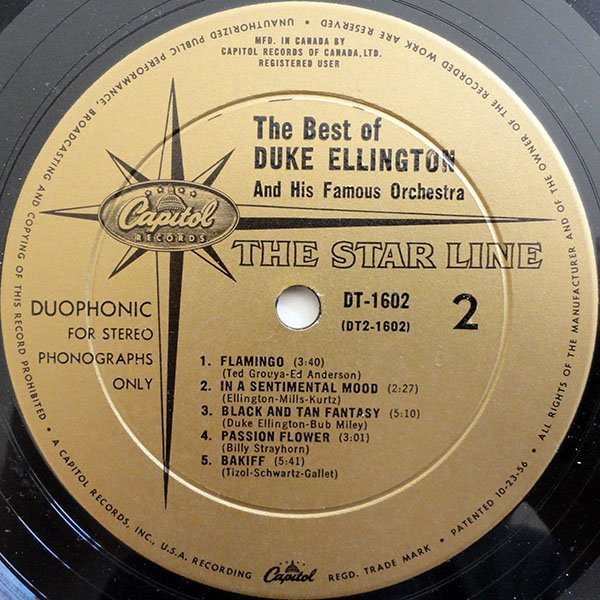 MFD. IN CANADA BY
CAPITOL RECORDS OF CANADA, LTD.
REGISTERED USER
The Best of
DUKE ELLINGTON
And His Famous Orchestra
Capitol
RECORDS
THE STAR LINE
DUOPHONIC
FOR STEREO
PHONOGRAPHS
ONLY
DT-1602
(DT2-1602)
2
1. FLAMINGO (3:40)
(Ted Grouya-Ed Anderson)
2. IN A SENTIMENTAL MOOD (2:27)
(Ellington-Mills-Kurtz)
3. BLACK AND TAN FANTASY (5:10)
(Duke Ellington-Bub Miley)
4. PASSION FLOWER (3:01)
(Billy Strayhorn)
5. BAKIFF (5:41)
(Tizol-Schwartz-Gallet)
• A CAPITOL RECORDS, INC., U.S.A. RECORDING Capitol REGD. TRADE MARK • PATENTED 10-23-56 • ALL RIGHTS OF THE MANUFACTURER AND OF THE OWNER OF THE RECORDED WORK ARE RESERVED • UNAUTHORIZED PUBLIC PERFORMANCE, BROADCASTING AND COPYING OF THIS RECORD PROHIBITED